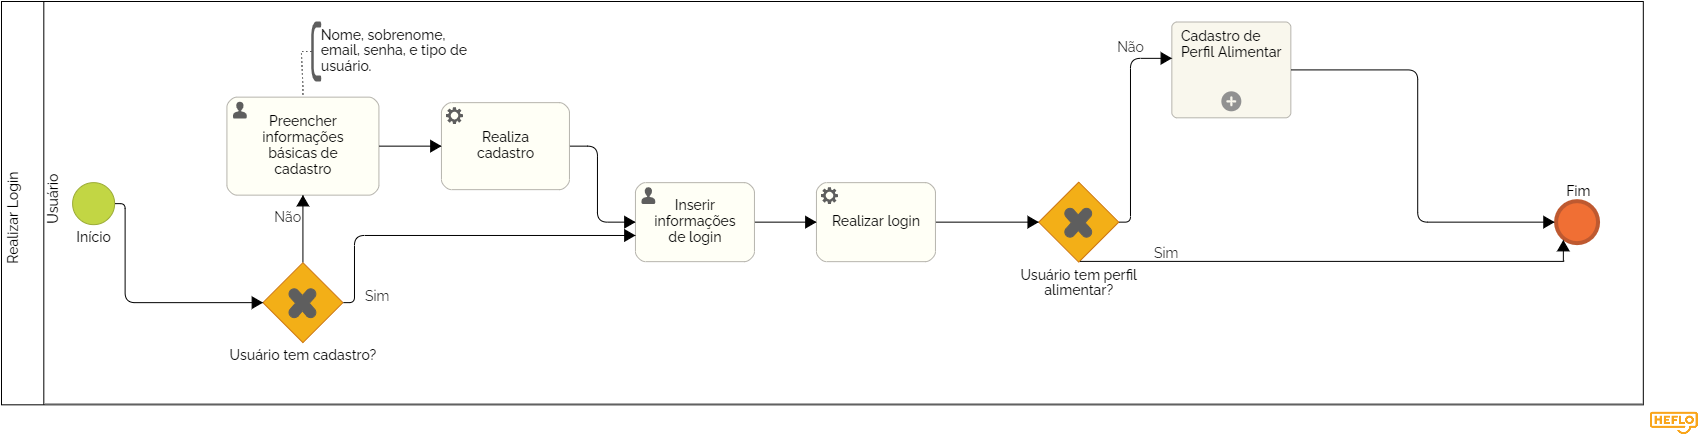 Realizar Login
Usuário
Início
Nome, sobrenome,
email, senha, e tipo de
usuário.
Preencher
informações
básicas de
cadastro
Realiza
cadastro
Não
Sim
Usuário tem cadastro?
Inserir
informações
de login
Realizar login
Usuário tem perfil
alimentar?
Não
Sim
Cadastro de
Perfil Alimentar
Fim
HEFLO